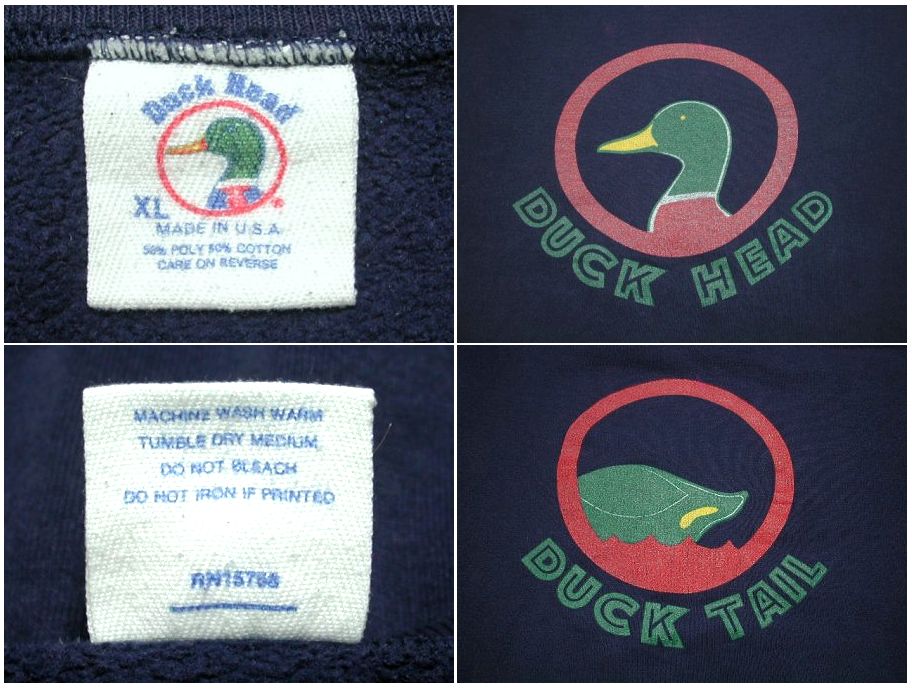 Duck Head
XL
MADE IN U.S.A.
50% POLY 50% COTTON
CARE ON REVERSE
DUCK HEAD
MACHINE WASH WARM
TUMBLE DRY MEDIUM
DO NOT BLEACH
DO NOT IRON IF PRINTED
RN15755
DUCK TAIL